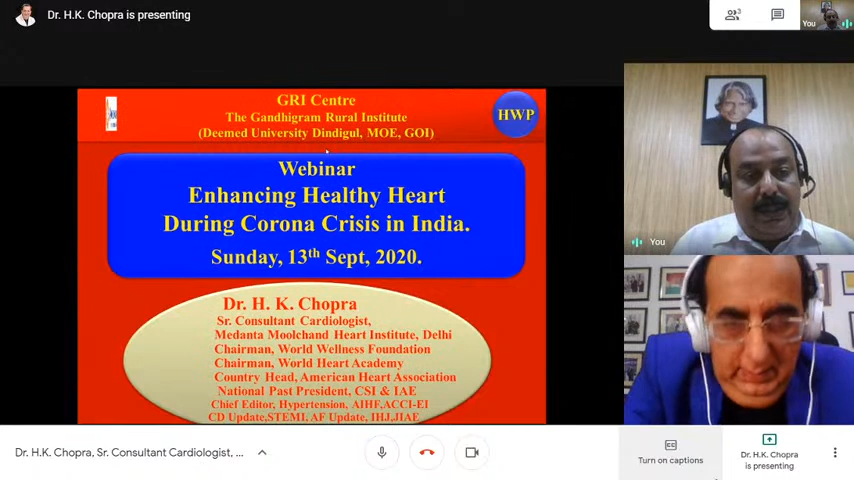 Dr. H.K. Chopra is presenting
3
You
GRI Centre
The Gandhigram Rural Institute
(Deemed University Dindigul, MOE, GOI)
HWP
Webinar
Enhancing Healthy Heart
During Corona Crisis in India.
Sunday, 13th Sept, 2020.
Dr. H. K. Chopra
Sr. Consultant Cardiologist,
Medanta Moolchand Heart Institute, Delhi
Chairman, World Wellness Foundation
Chairman, World Heart Academy
Country Head, American Heart Association
National Past President, CSI & IAE
Chief Editor, Hypertension, AIHF,ACCI-EI
CD Update,STEMI, AF Update, IHJ,JIAE
You
Dr. H.K. Chopra, Sr. Consultant Cardiologist, ...
Turn on captions
Dr. H.K. Chopra
is presenting